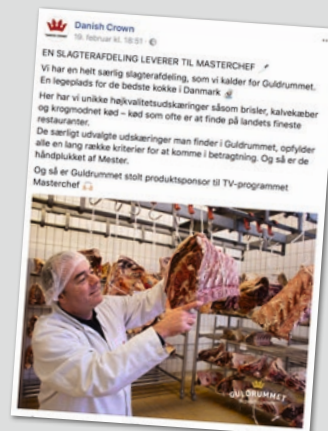 Danish Crown
19. februar kl. 18:51
EN SLAGTERAFDELING LEVERER TIL MASTERCHEF
Vi har en helt særlig slagterafdeling, som vi kalder for Guldrummet.
En legeplads for de bedste kokke i Danmark
Her har vi unikke højkvalitetsudskæringer såsom brisler, kalvekæber
og krogmodnet kød – kød som ofte er at finde på landets fineste
restauranter.
De særligt udvalgte udskæringer man finder i Guldrummet, opfylder
alle en lang række kriterier for at komme i betragtning. Og så er de
håndplukket af Mester.
Og så er Guldrummet stolt produktsponsor til TV-programmet
Masterchef
GULDRUMMET